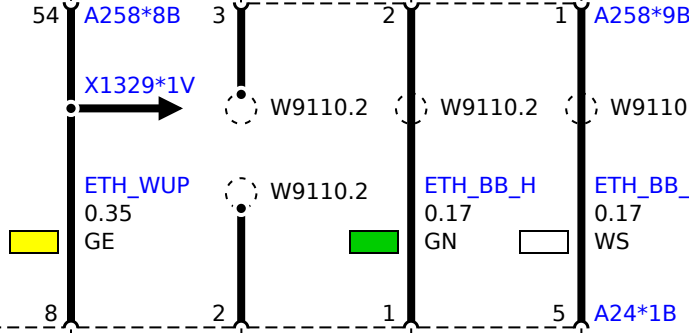 54 A258*8B 3 2 1 A258*9B
X1329*1V
W9110.2 W9110.2 W9110
ETH_WUP W9110.2 ETH_BB_H ETH_BB_
0.35 0.17 0.17
GE GN WS
8 2 1 5 A24*1B